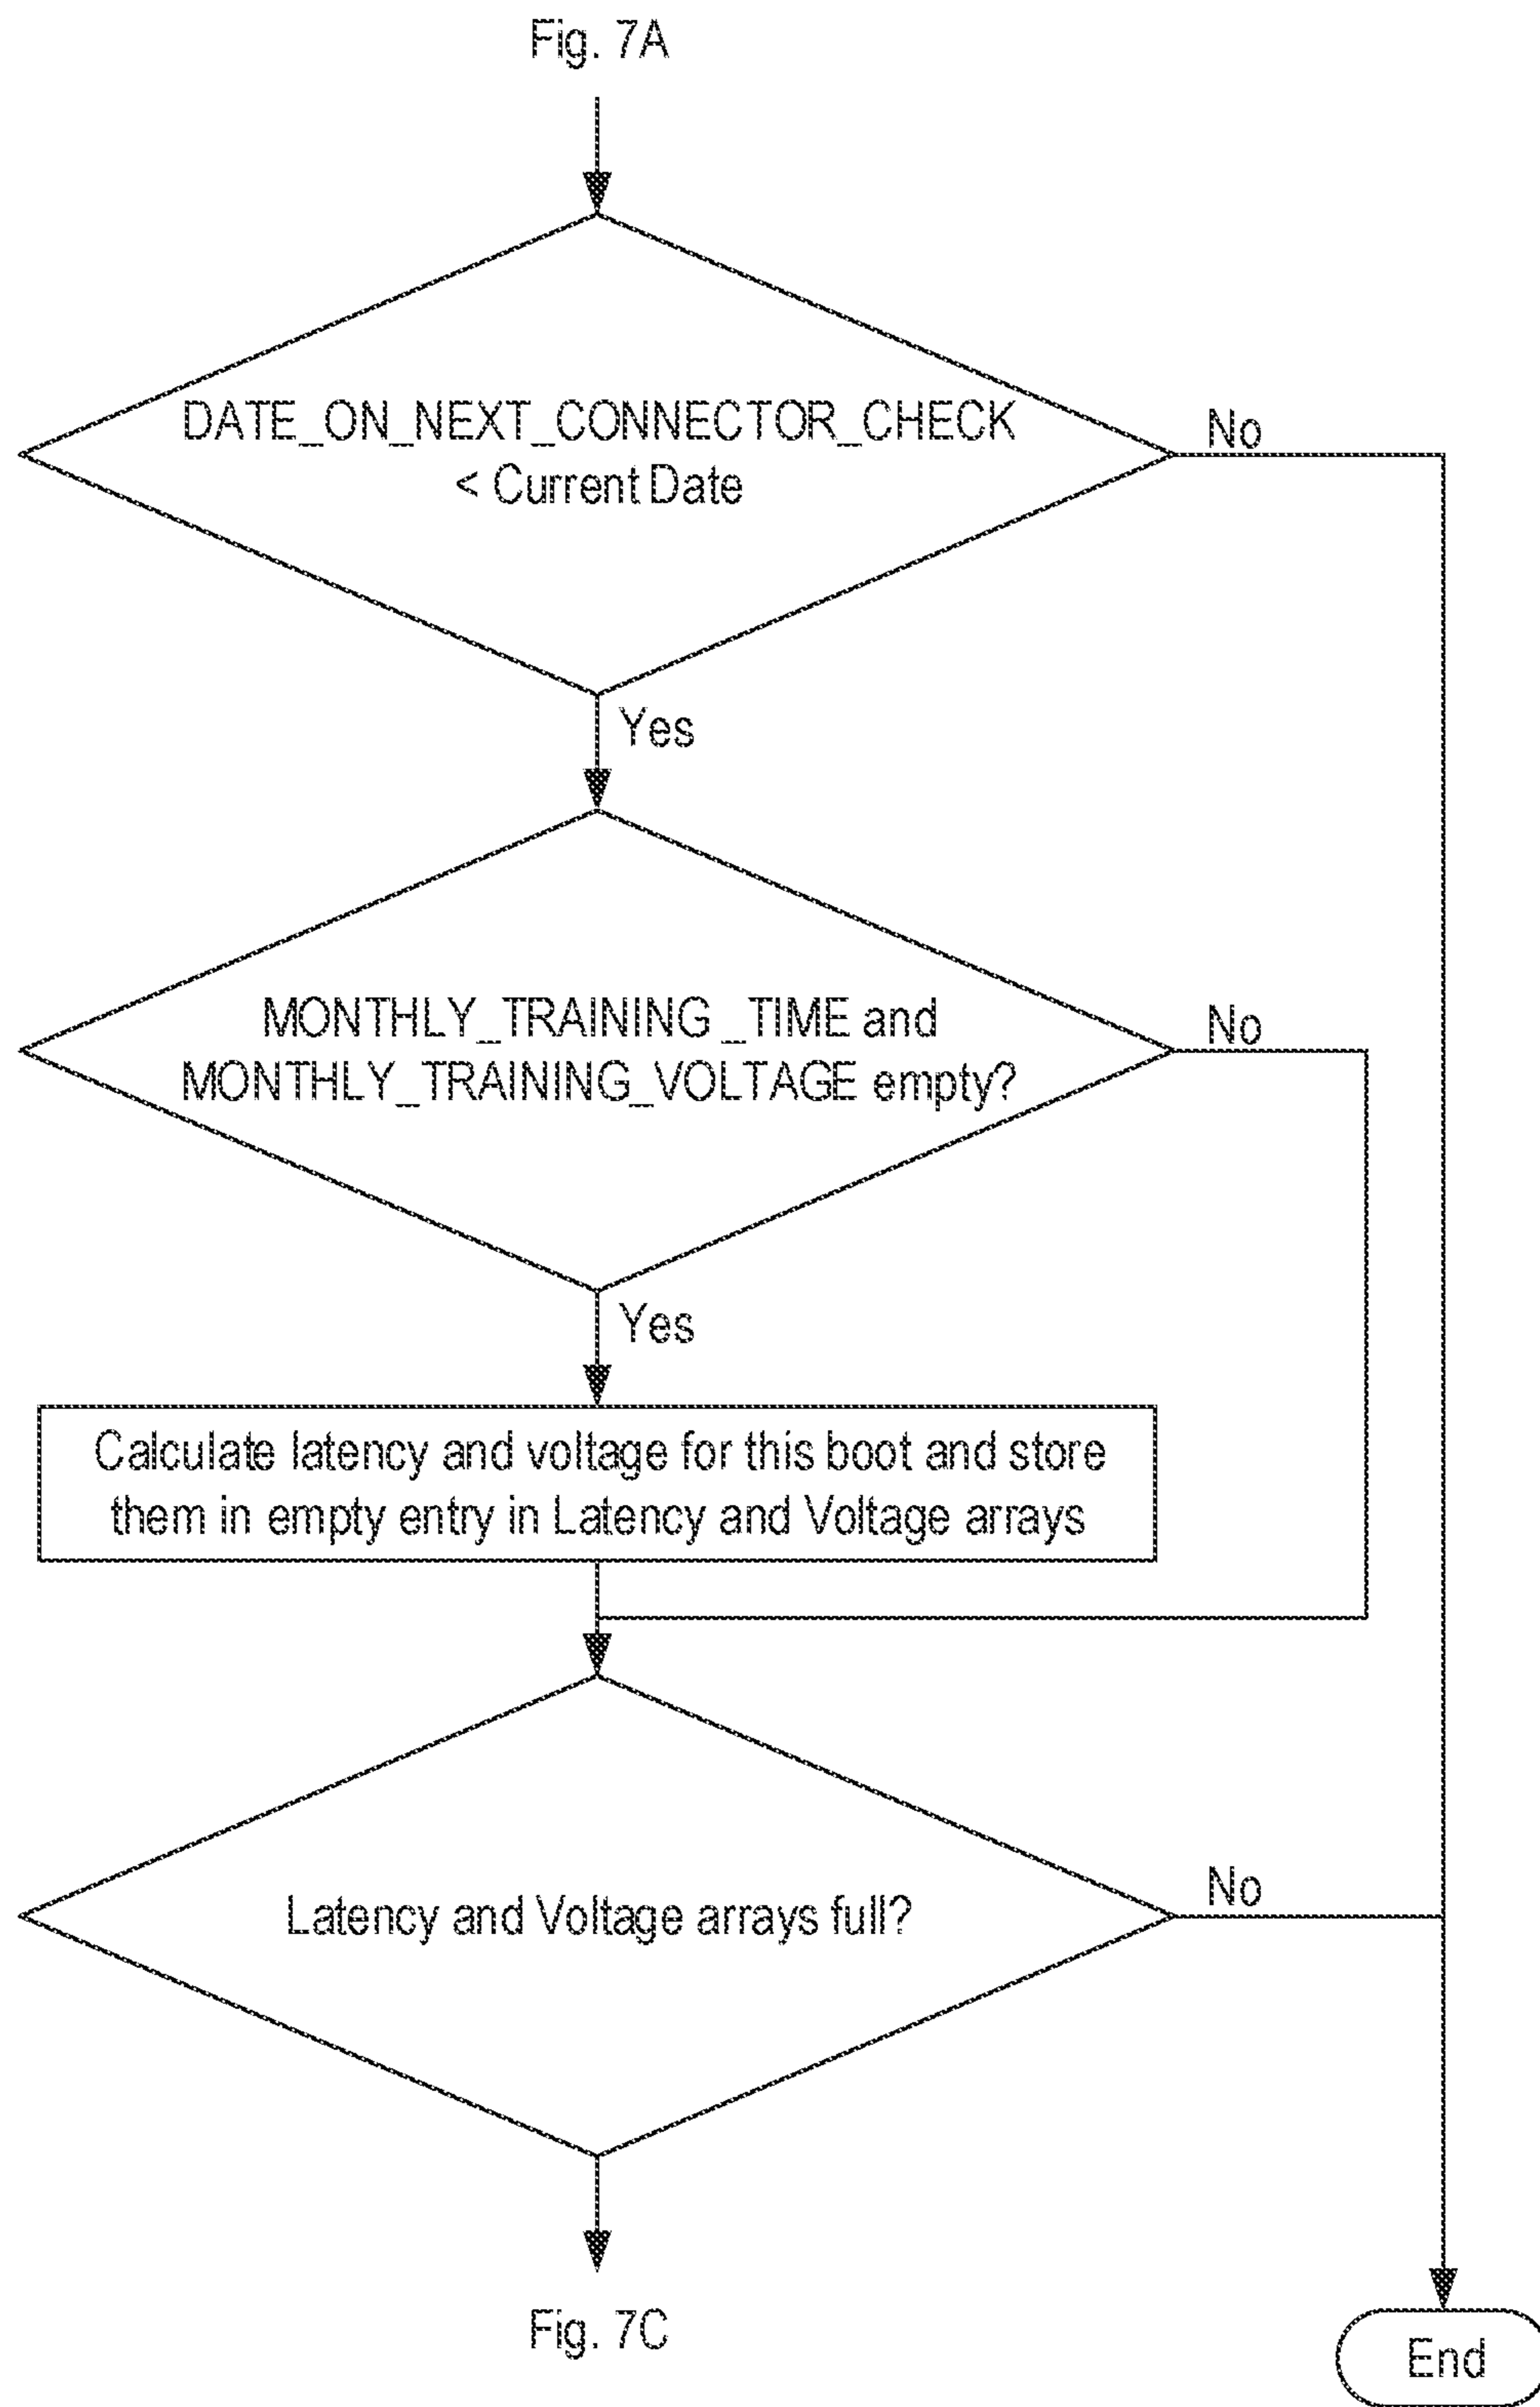 Fig. 7A
DATE_ON_NEXT_CONNECTOR_CHECK
< Current Date
No
Yes
MONTHLY_TRAINING _TIME and
MONTHLY_TRAINING_VOLTAGE empty?
No
Yes
Calculate latency and voltage for this boot and store
them in empty entry in Latency and Voltage arrays
Latency and Voltage arrays full?
No
Fig. 7C
End